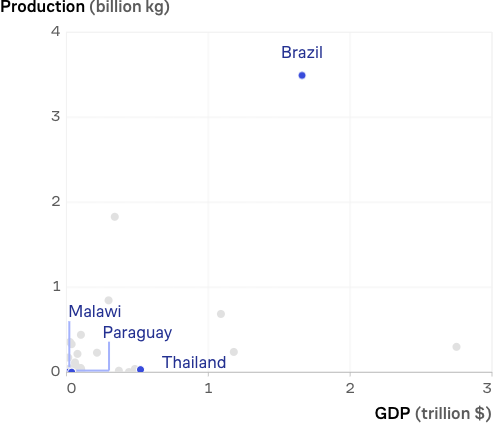 Production (billion kg)
4
Brazil
3
2
1
Malawi
Paraguay
Thailand
0
0 1 2 3
GDP (trillion $)